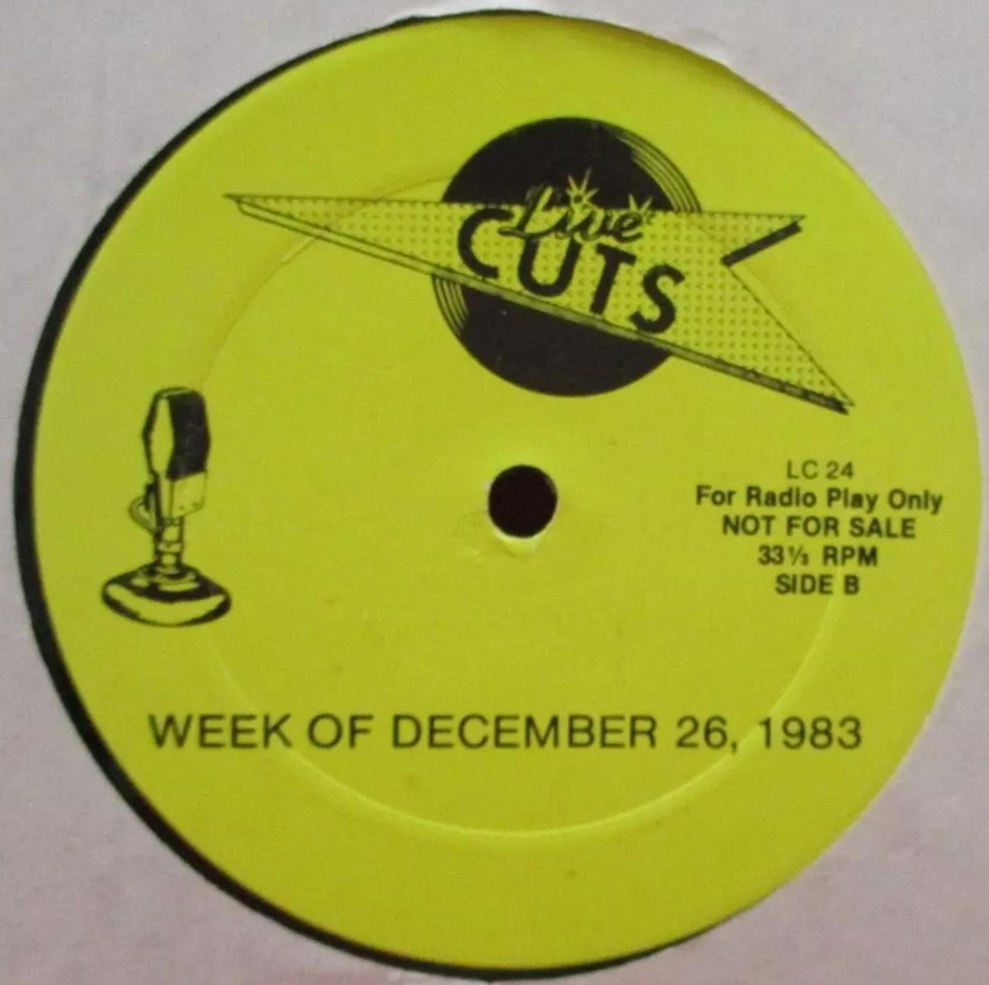 Live
CUTS
LC 24
For Radio Play Only
NOT FOR SALE
33⅓ RPM
SIDE B
WEEK OF DECEMBER 26, 1983